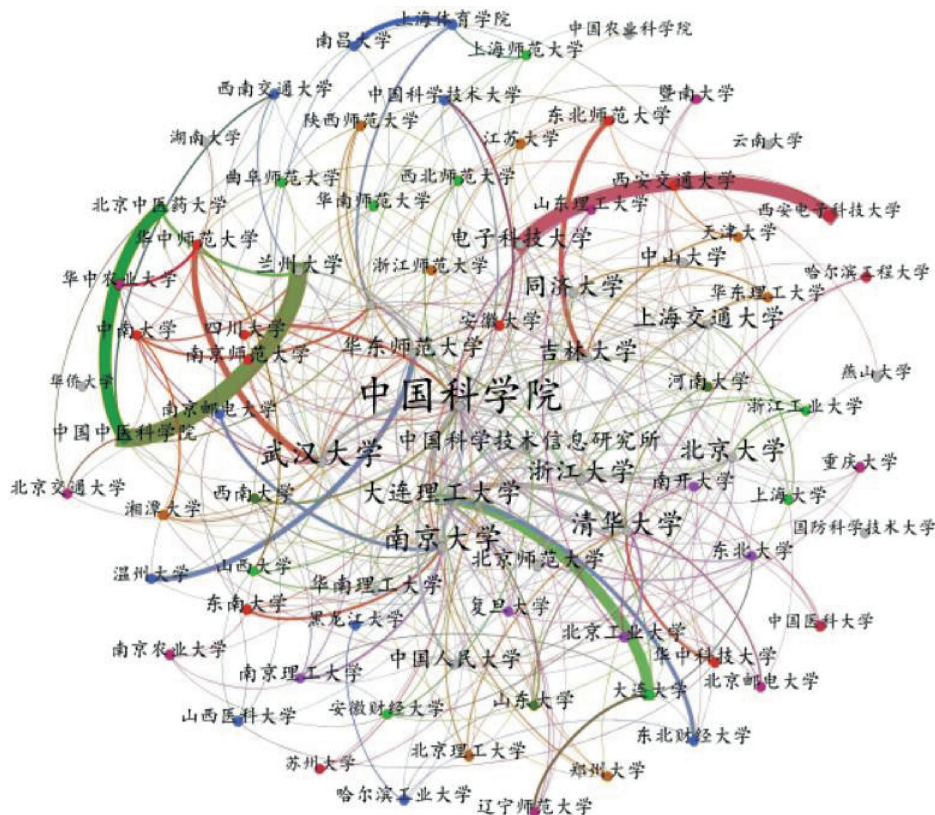 上海体育学院
南昌大学
中国农业科学院
上海师范大学
西南交通大学
中国科学技术大学
暨南大学
陕西师范大学
东北师范大学
湖南大学
江苏大学
云南大学
曲阜师范大学
西北师范大学
西安交通大学
北京中医药大学
华南师范大学
山东理工大学
西安电子科技大学
华中师范大学
电子科技大学
天津大学
兰州大学
中山大学
华中农业大学
浙江师范大学
哈尔滨工程大学
同济大学
华东理工大学
中南大学
四川大学
安徽大学
上海交通大学
南京师范大学
华东师范大学
吉林大学
华侨大学
中国科学院
河南大学
燕山大学
南京邮电大学
浙江工业大学
中国中医科学院
中国科学技术信息研究所
武汉大学
北京大学
浙江大学
重庆大学
北京交通大学
西南大学
大连理工大学
南开大学
湘潭大学
上海大学
南京大学
清华大学
国防科学技术大学
山西大学
北京师范大学
东北大学
温州大学
华南理工大学
东南大学
黑龙江大学
复旦大学
中国医科大学
北京工业大学
南京农业大学
南京理工大学
中国人民大学
华中科技大学
大连大学
北京邮电大学
山西医科大学
安徽财经大学
山东大学
东北财经大学
苏州大学
北京理工大学
郑州大学
哈尔滨工业大学
辽宁师范大学